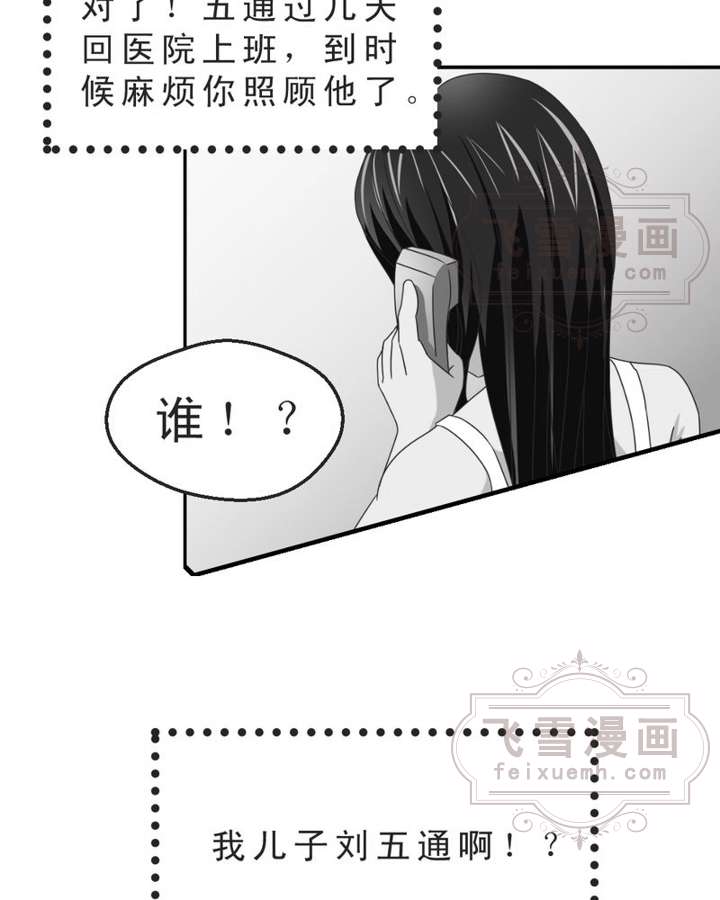 对了！五通过几天
回医院上班，到时
候麻烦你照顾他了。
飞雪漫画
feixuemh.com
谁！？
飞雪漫画
feixuemh.com
我儿子刘五通啊！？